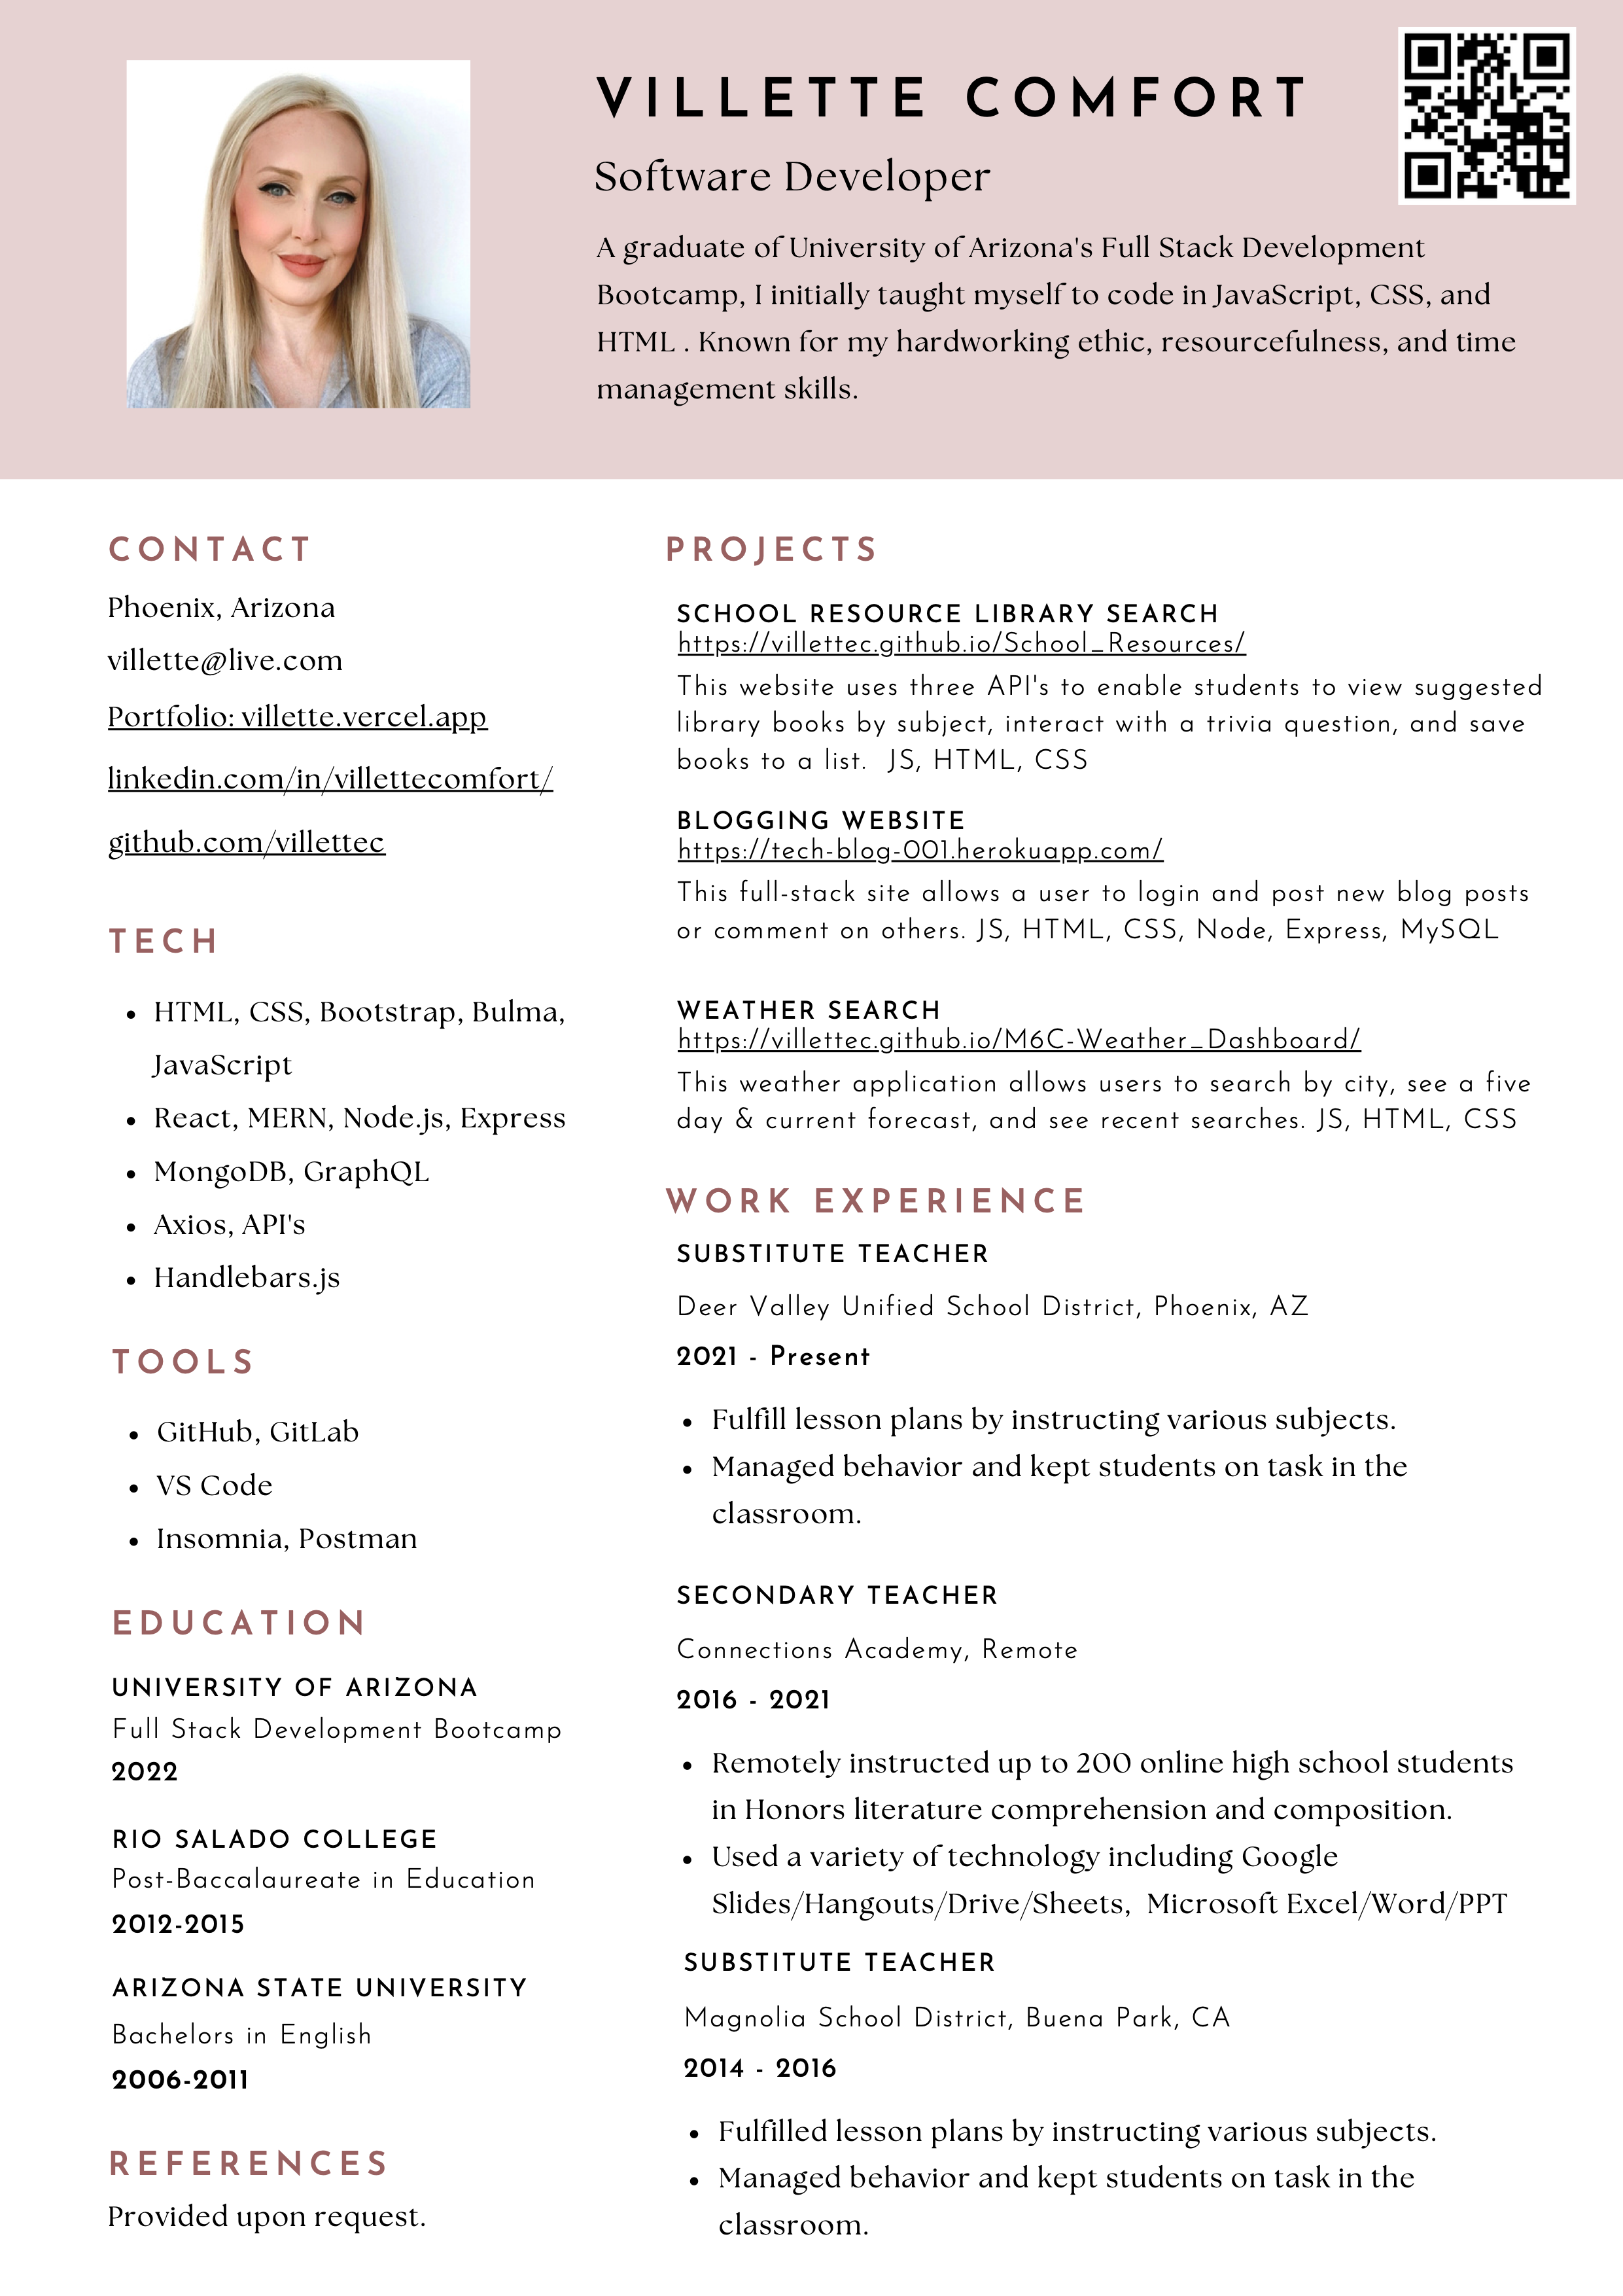 VILLETTE COMFORT
Software Developer
A graduate of University of Arizona's Full Stack Development
Bootcamp, I initially taught myself to code in JavaScript, CSS, and
HTML . Known for my hardworking ethic, resourcefulness, and time
management skills.
CONTACT
Phoenix, Arizona
villette@live.com
Portfolio: villette.vercel.app
linkedin.com/in/villettecomfort/
github.com/villettec
TECH
• HTML, CSS, Bootstrap, Bulma,
JavaScript
• React, MERN, Node.js, Express
• MongoDB, GraphQL
• Axios, API's
• Handlebars.js
TOOLS
• GitHub, GitLab
• VS Code
• Insomnia, Postman
EDUCATION
UNIVERSITY OF ARIZONA
Full Stack Development Bootcamp
2022
RIO SALADO COLLEGE
Post-Baccalaureate in Education
2012-2015
ARIZONA STATE UNIVERSITY
Bachelors in English
2006-2011
REFERENCES
Provided upon request.
PROJECTS
SCHOOL RESOURCE LIBRARY SEARCH
https://villettec.github.io/School_Resources/
This website uses three API's to enable students to view suggested
library books by subject, interact with a trivia question, and save
books to a list. JS, HTML, CSS
BLOGGING WEBSITE
https://tech-blog-001.herokuapp.com/
This full-stack site allows a user to login and post new blog posts
or comment on others. JS, HTML, CSS, Node, Express, MySQL
WEATHER SEARCH
https://villettec.github.io/M6C-Weather_Dashboard/
This weather application allows users to search by city, see a five
day & current forecast, and see recent searches. JS, HTML, CSS
WORK EXPERIENCE
SUBSTITUTE TEACHER
Deer Valley Unified School District, Phoenix, AZ
2021 - Present
• Fulfill lesson plans by instructing various subjects.
• Managed behavior and kept students on task in the
classroom.
SECONDARY TEACHER
Connections Academy, Remote
2016 - 2021
• Remotely instructed up to 200 online high school students
in Honors literature comprehension and composition.
• Used a variety of technology including Google
Slides/Hangouts/Drive/Sheets, Microsoft Excel/Word/PPT
SUBSTITUTE TEACHER
Magnolia School District, Buena Park, CA
2014 - 2016
• Fulfilled lesson plans by instructing various subjects.
• Managed behavior and kept students on task in the
classroom.